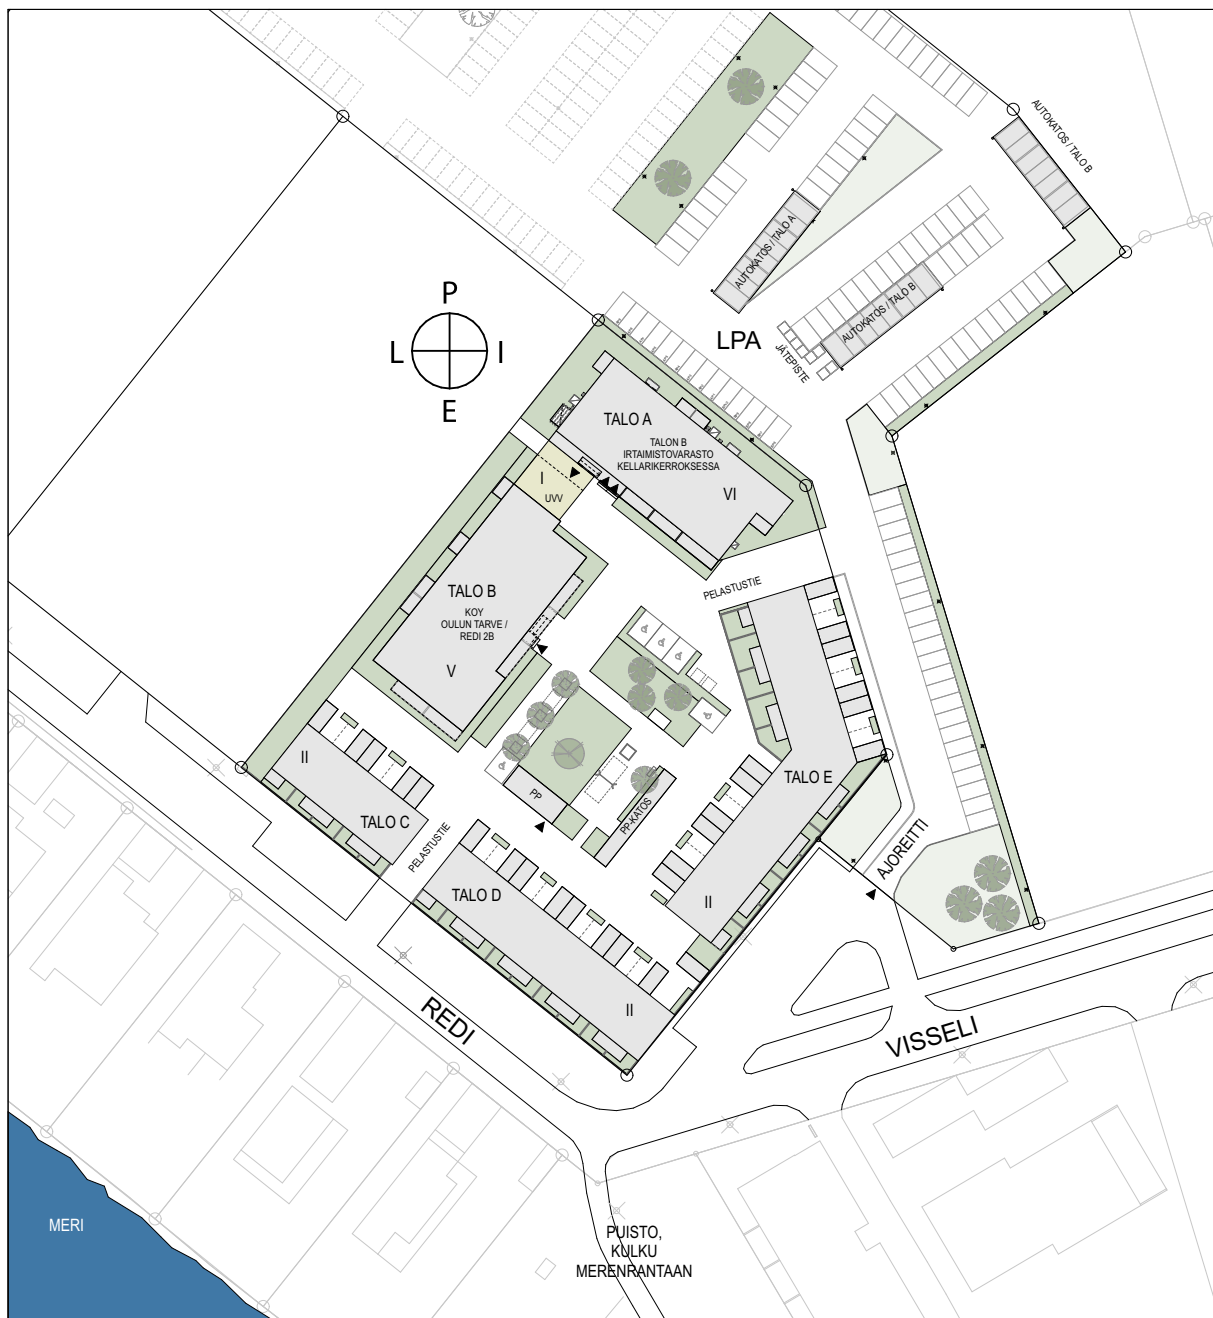 AUTOKATOS / TALO B
AUTOKATOS / TALO A
AUTOKATOS / TALO B
P
L I
E
LPA
JÄTEPISTE
TALO A
TALON B
IRTAIMISTOVARASTO
KELLARIKERROKSESSA
VI
I
UVV
TALO B
KOY
OULUN TARVE /
REDI 2B
V
PELASTUSTIE
II
TALO C
PELASTUSTIE
PP
PP-KATOS
TALO E
II
TALO D
II
AJOREITTI
REDI
VISSELI
MERI
PUISTO,
KULKU
MERENRANTAAN